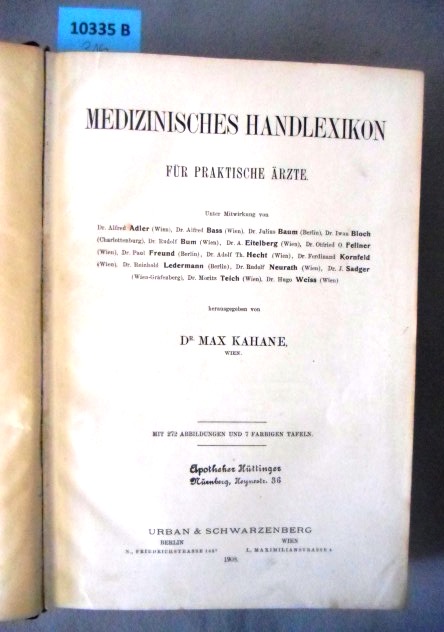 10335 B
MEDIZINISCHES HANDLEXIKON
FÜR PRAKTISCHE ÄRZTE.
Unter Mitwirkung von
Dr. Alfred Adler (Wien), Dr. Alfred Bass (Wien), Dr. Julius Baum (Berlin), Dr. Iwan Bloch
(Charlottenburg), Dr. Rudolf Bum (Wien), Dr. A. Eitelberg (Wien), Dr. Otfried O. Fellner
(Wien), Dr. Paul Freund (Berlin), Dr. Adolf Th. Hecht (Wien), Dr. Ferdinand Kornfeld
(Wien), Dr. Reinhold Ledermann (Berlin), Dr. Rudolf Neurath (Wien), Dr. J. Sadger
(Wien-Gräfenberg), Dr. Moritz Teich (Wien), Dr. Hugo Weiss (Wien)
herausgegeben von
DR. MAX KAHANE,
WIEN.
MIT 272 ABBILDUNGEN UND 7 FARBIGEN TAFELN.
Apotheker Hüttinger
Nürnberg, Heynestr. 36
URBAN & SCHWARZENBERG
BERLIN WIEN
N., FRIEDRICHSTRASSE I., MAXIMILIANSTRASSE 4
1908.